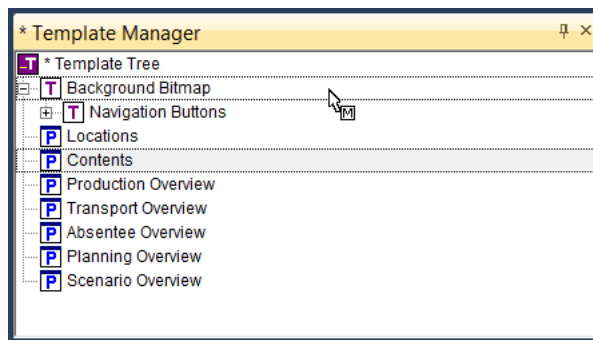 * Template Manager
T * Template Tree
T Background Bitmap
M
T Navigation Buttons
P Locations
P Contents
P Production Overview
P Transport Overview
P Absentee Overview
P Planning Overview
P Scenario Overview